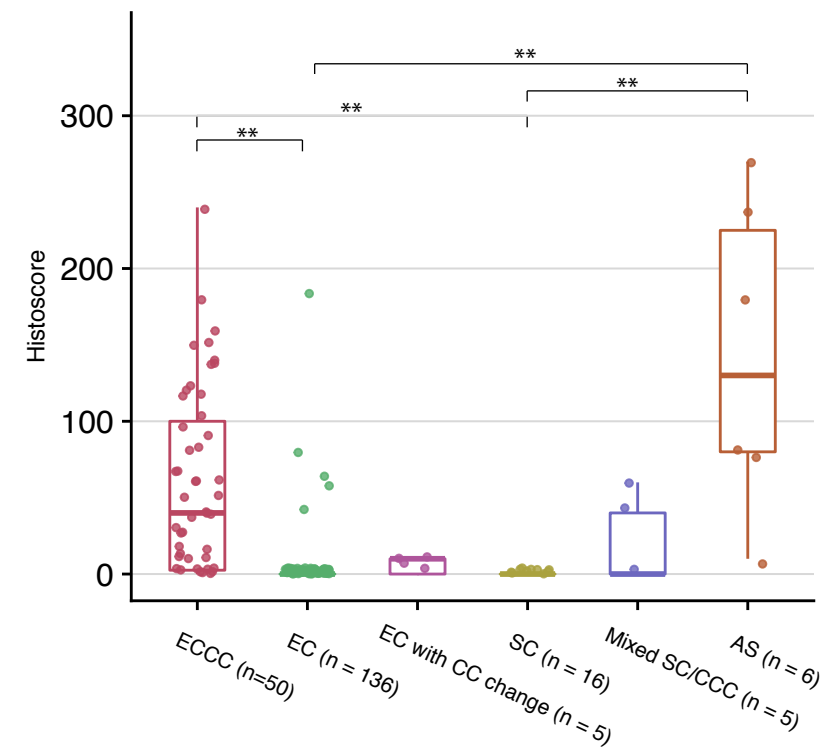 **
**
**
**
300
200
100
0
Histoscore
ECCC (n=50)
EC (n = 136)
EC with CC change (n = 5)
SC (n = 16)
Mixed SC/CCC (n = 5)
AS (n = 6)